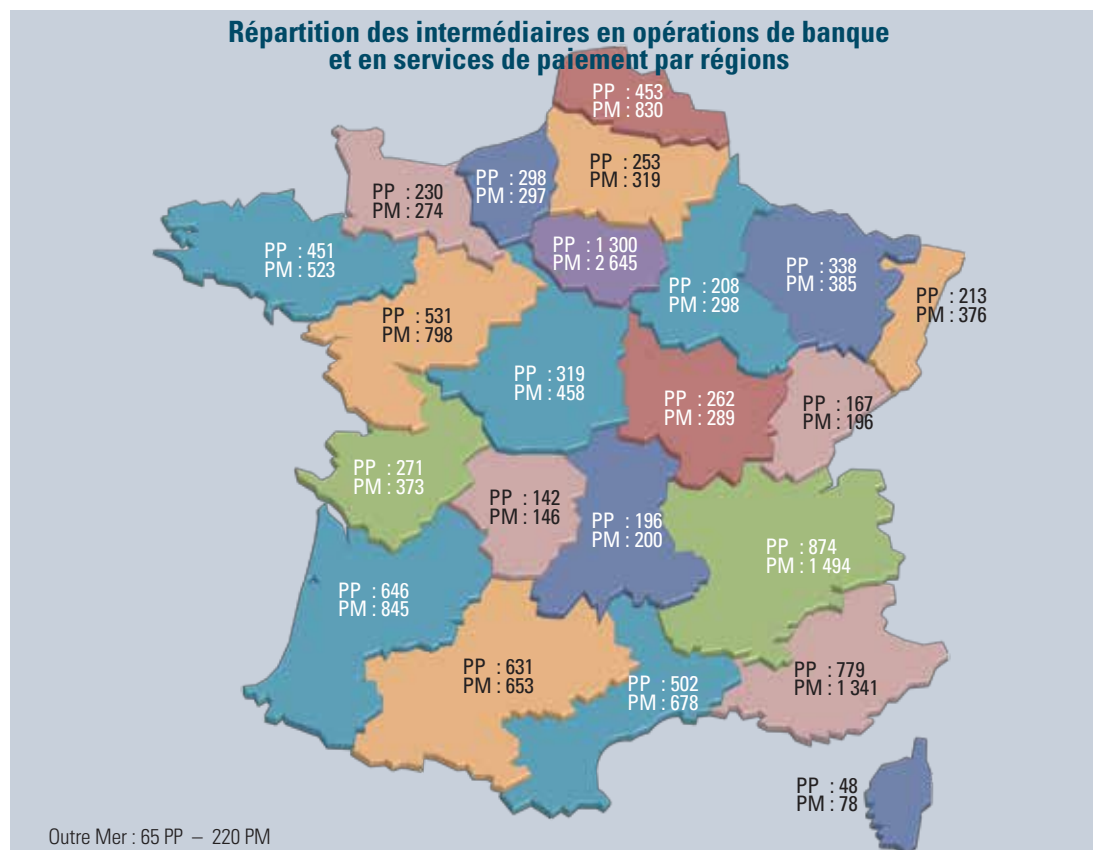 Répartition des intermédiaires en opérations de banque
et en services de paiement par régions
PP : 453
PM : 830
PP : 253
PM : 319
PP : 298
PM : 297
PP : 230
PM : 274
PP : 451
PM : 523
PP : 1 300
PM : 2 645
PP : 338
PM : 385
PP : 208
PM : 298
PP : 213
PM : 376
PP : 531
PM : 798
PP : 319
PM : 458
PP : 262
PM : 289
PP : 167
PM : 196
PP : 271
PM : 373
PP : 142
PM : 146
PP : 196
PM : 200
PP : 874
PM : 1 494
PP : 646
PM : 845
PP : 631
PM : 653
PP : 502
PM : 678
PP : 779
PM : 1 341
PP : 48
PM : 78
Outre Mer : 65 PP – 220 PM